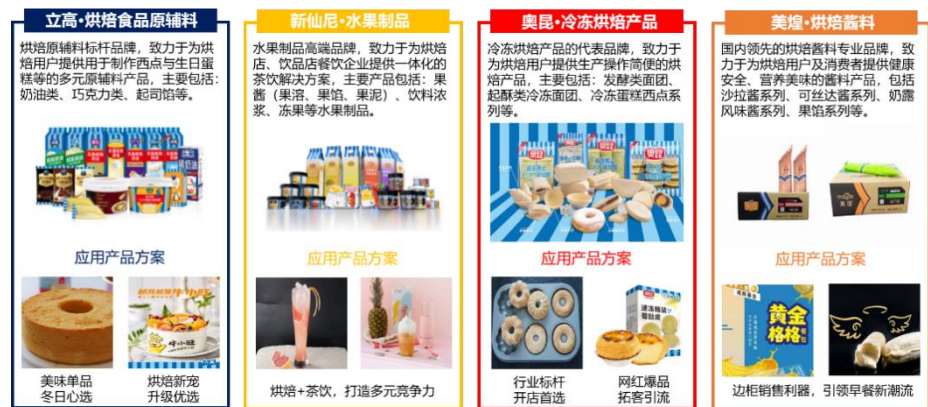 立高·烘焙食品原辅料
烘焙原辅料标杆品牌，致力于为烘
焙用户提供用于制作西点与生日蛋
糕等的多元原辅料产品，主要包括：
奶油类、巧克力类、起司馅等。
应用产品方案
美味单品
冬日心选
烘焙新宠
升级优选
新仙尼·水果制品
水果制品高端品牌，致力于为烘焙
店、饮品店餐饮企业提供一体化的
茶饮解决方案，主要产品包括：果
酱（果溶、果馅、果泥）、饮料浓
浆、冻果等水果制品。
应用产品方案
烘焙+茶饮，打造多元竞争力
奥昆·冷冻烘焙产品
冷冻烘焙产品的代表品牌，致力于
为烘焙用户提供生产操作简便的烘
焙产品，主要包括：发酵类面团、
起酥类冷冻面团、冷冻蛋糕西点系
列等。
奥昆
应用产品方案
行业标杆
开店首选
网红爆品
拓客引流
美煌·烘焙酱料
国内领先的烘焙酱料专业品牌，致
力于为烘焙用户及消费者提供健康
安全、营养美味的酱料产品，包括
沙拉酱系列、可丝达酱系列、奶露
风味酱系列、果馅系列等。
应用产品方案
黄金
格格
边柜销售利器，引领早餐新潮流